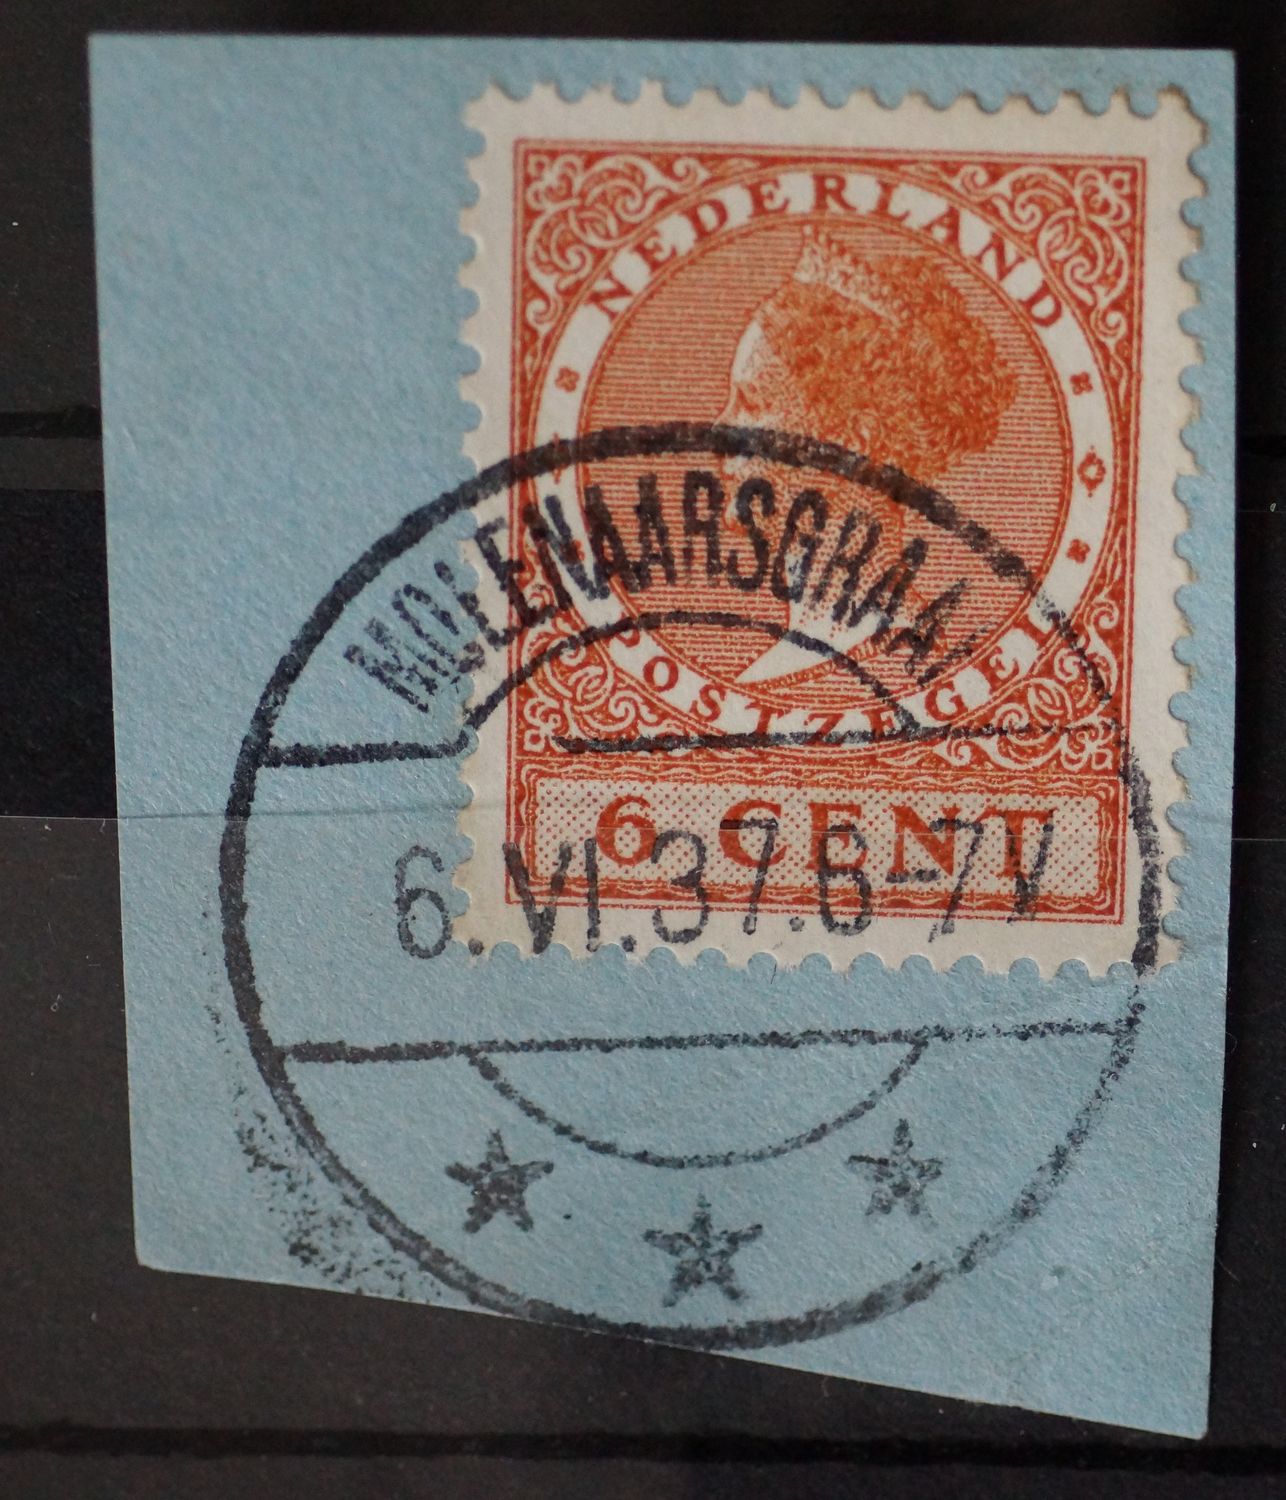 NEDERLAND
POSTZEGEL
6 CENT
MOLENAARSGRAAF
6.VI.37.6-7V